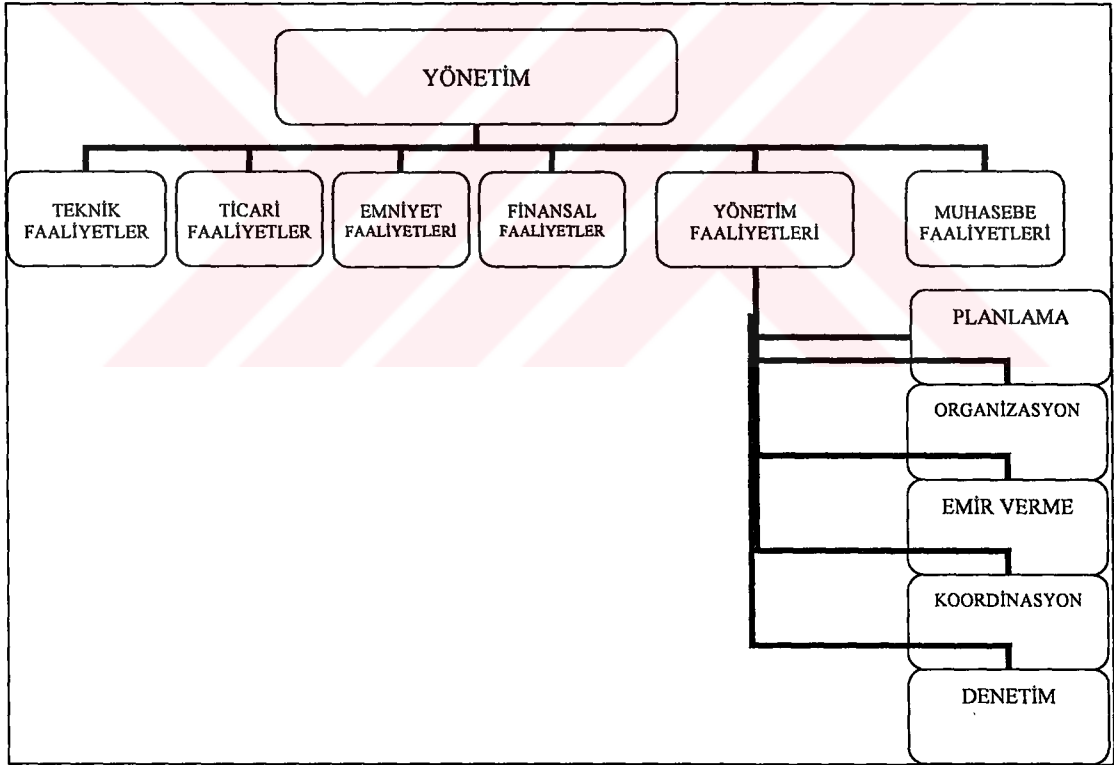 YÖNETİM
TEKNİK
FAALİYETLER
TİCARİ
FAALİYETLER
EMNİYET
FAALİYETLERİ
FİNANSAL
FAALİYETLER
YÖNETİM
FAALİYETLERİ
MUHASEBE
FAALİYETLERİ
PLANLAMA
ORGANİZASYON
EMİR VERME
KOORDİNASYON
DENETİM